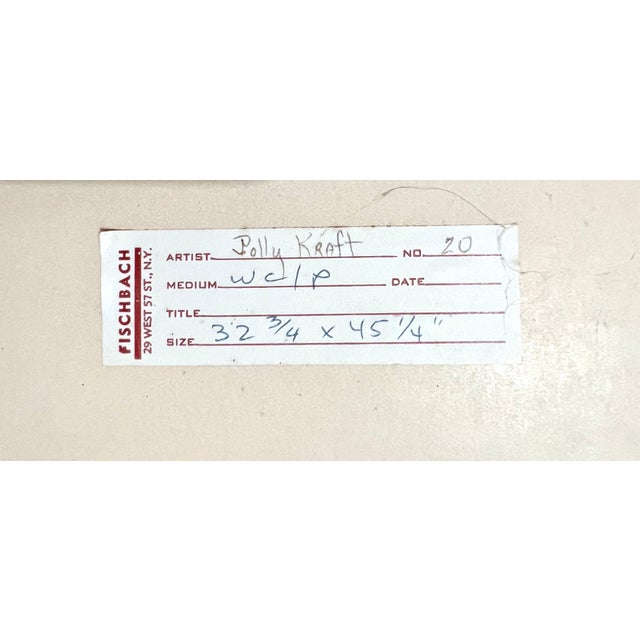 FISCHBACH
29 WEST 57 ST., N.Y.
ARTIST Polly KRAft NO. 20
MEDIUM wc/p DATE
TITLE
SIZE 32 3/4 x 45 1/4"